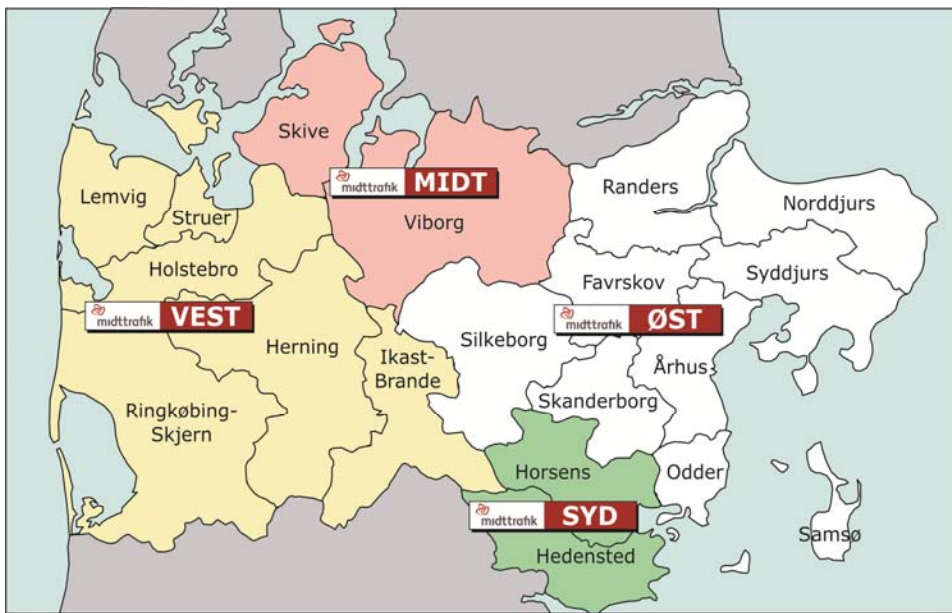 Skive
midttrafik MIDT
Viborg
Lemvig
Struer
Holstebro
midttrafik VEST
Herning
Ikast-
Brande
Ringkøbing-
Skjern
Randers
Norddjurs
Favrskov
Syddjurs
midttrafik ØST
Silkeborg
Århus
Skanderborg
Odder
Samsø
Horsens
midttrafik SYD
Hedensted